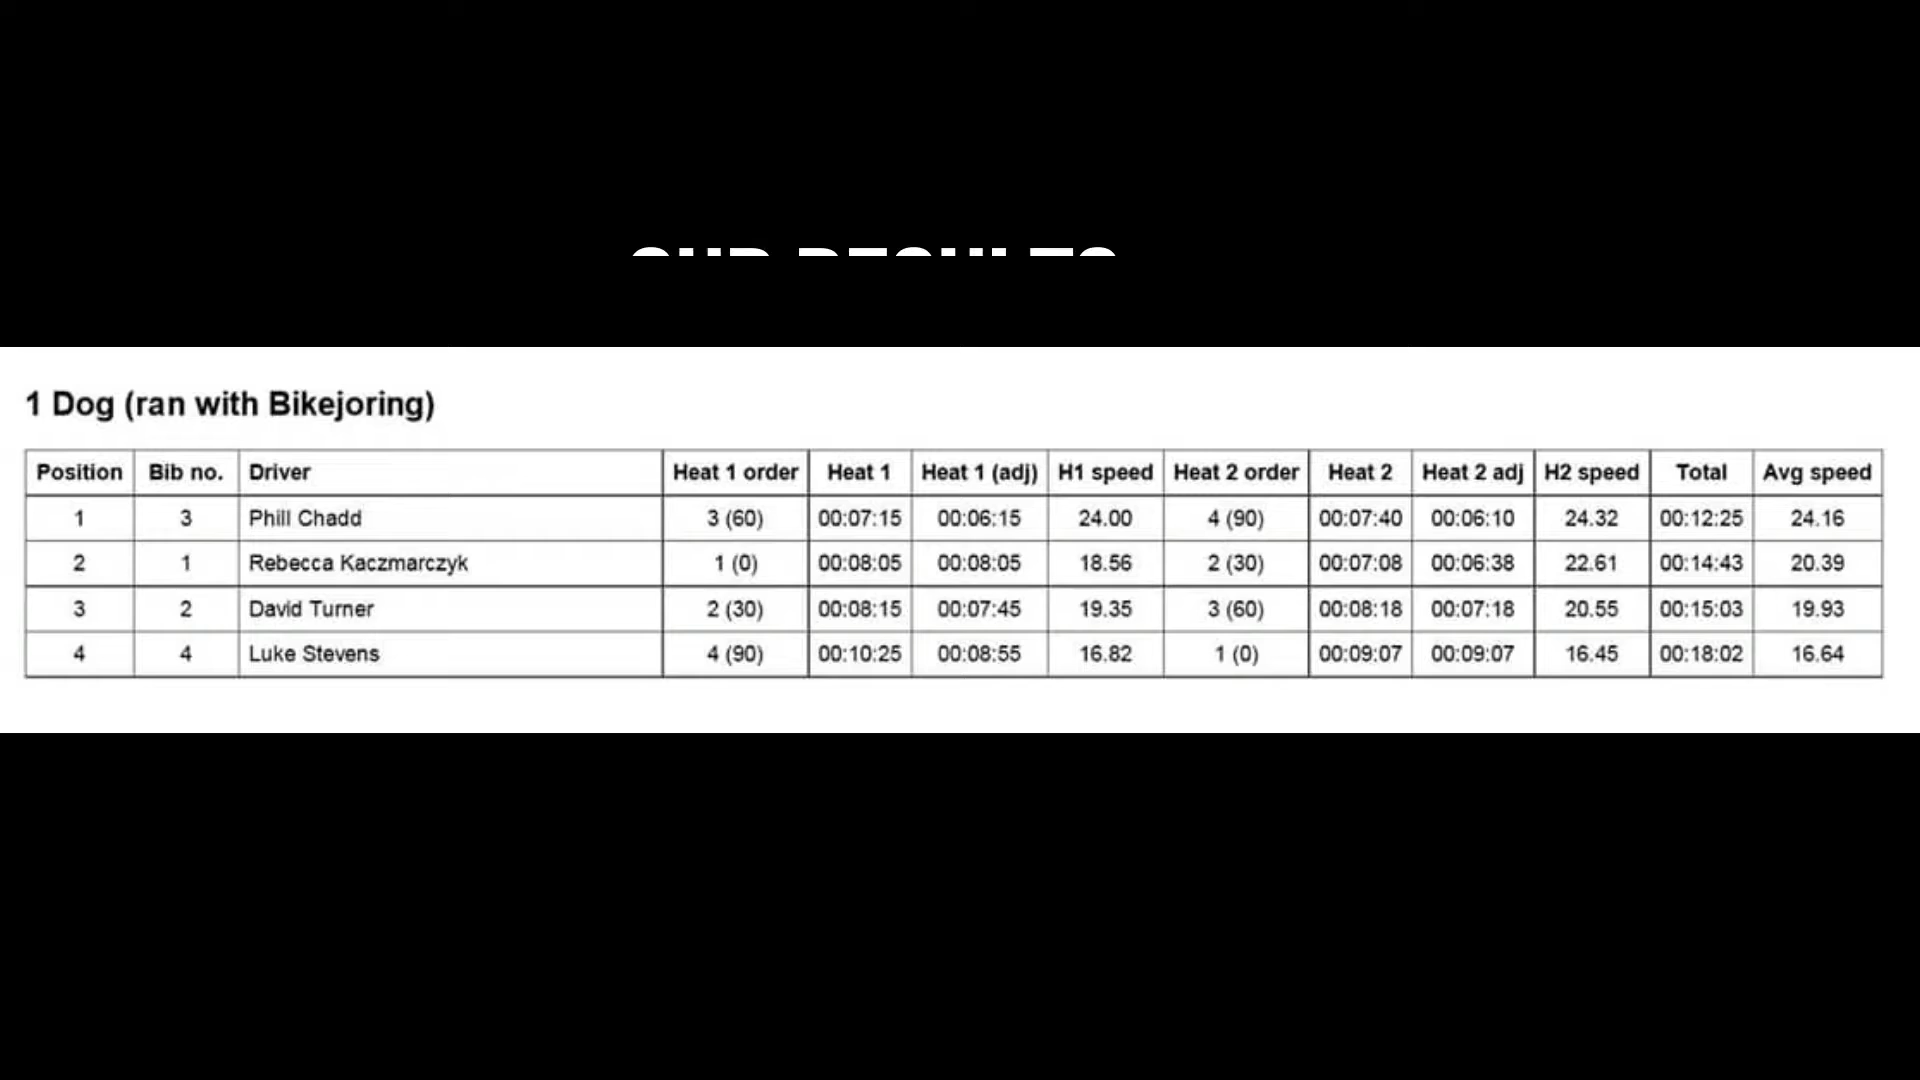 OUR RESULTS
1 Dog (ran with Bikejoring)
Position Bib no. Driver Heat 1 order Heat 1 Heat 1 (adj) H1 speed Heat 2 order Heat 2 Heat 2 adj H2 speed Total Avg speed
1 3 Phill Chadd 3 (60) 00:07:15 00:06:15 24.00 4 (90) 00:07:40 00:06:10 24.32 00:12:25 24.16
2 1 Rebecca Kaczmarczyk 1 (0) 00:08:05 00:08:05 18.56 2 (30) 00:07:08 00:06:38 22.61 00:14:43 20.39
3 2 David Turner 2 (30) 00:08:15 00:07:45 19.35 3 (60) 00:08:18 00:07:18 20.55 00:15:03 19.93
4 4 Luke Stevens 4 (90) 00:10:25 00:08:55 16.82 1 (0) 00:09:07 00:09:07 16.45 00:18:02 16.64